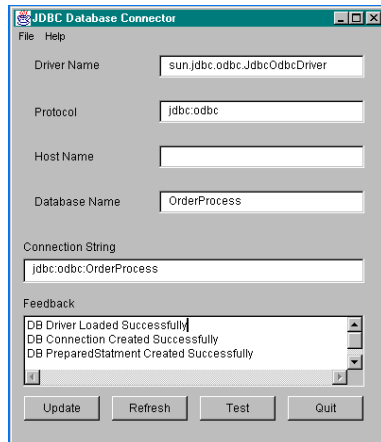 JDBC Database Connector
File Help
Driver Name sun.jdbc.odbc.JdbcOdbcDriver
Protocol jdbc:odbc
Host Name
Database Name OrderProcess
Connection String
jdbc:odbc:OrderProcess
Feedback
DB Driver Loaded Successfully
DB Connection Created Successfully
DB PreparedStatment Created Successfully
Update Refresh Test Quit